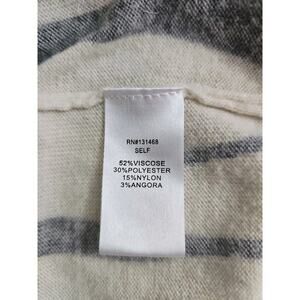 RN#131468
SELF
52%VISCOSE
30%POLYESTER
15%NYLON
3%ANGORA